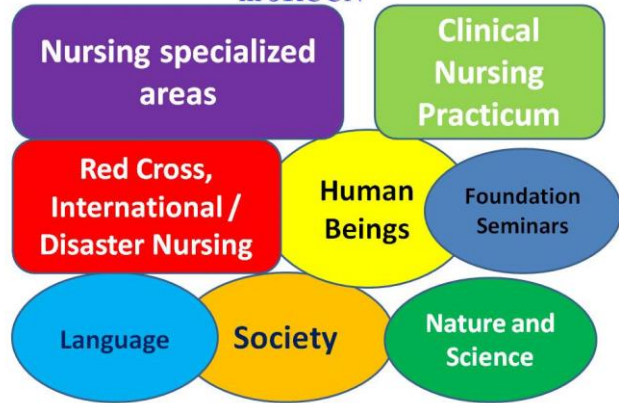 Nursing specialized
areas
Clinical
Nursing
Practicum
Red Cross,
International /
Disaster Nursing
Human
Beings
Foundation
Seminars
Language
Society
Nature and
Science